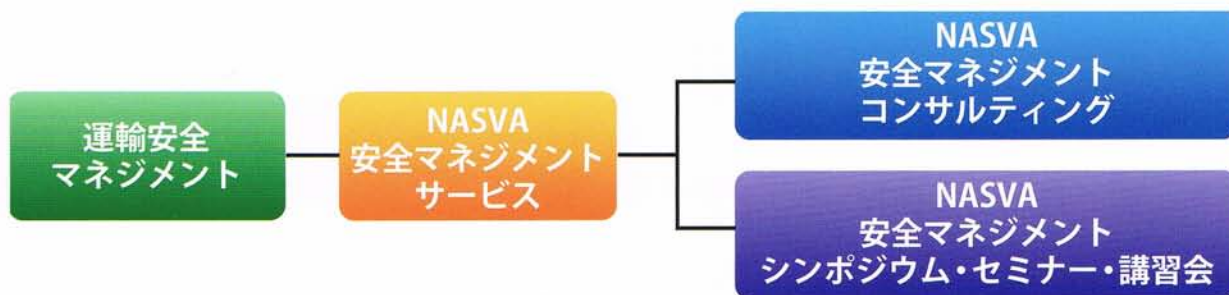 運輸安全
マネジメント
NASVA
安全マネジメント
サービス
NASVA
安全マネジメント
コンサルティング
NASVA
安全マネジメント
シンポジウム・セミナー・講習会